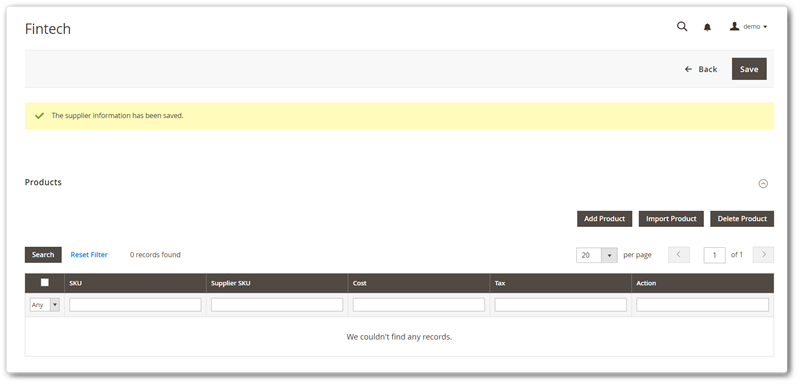 Fintech
demo
Back
Save
The supplier information has been saved.
Products
Add Product
Import Product
Delete Product
Search
Reset Filter
0 records found
20
per page
1
of 1
SKU
Supplier SKU
Cost
Tax
Action
Any
We couldn't find any records.